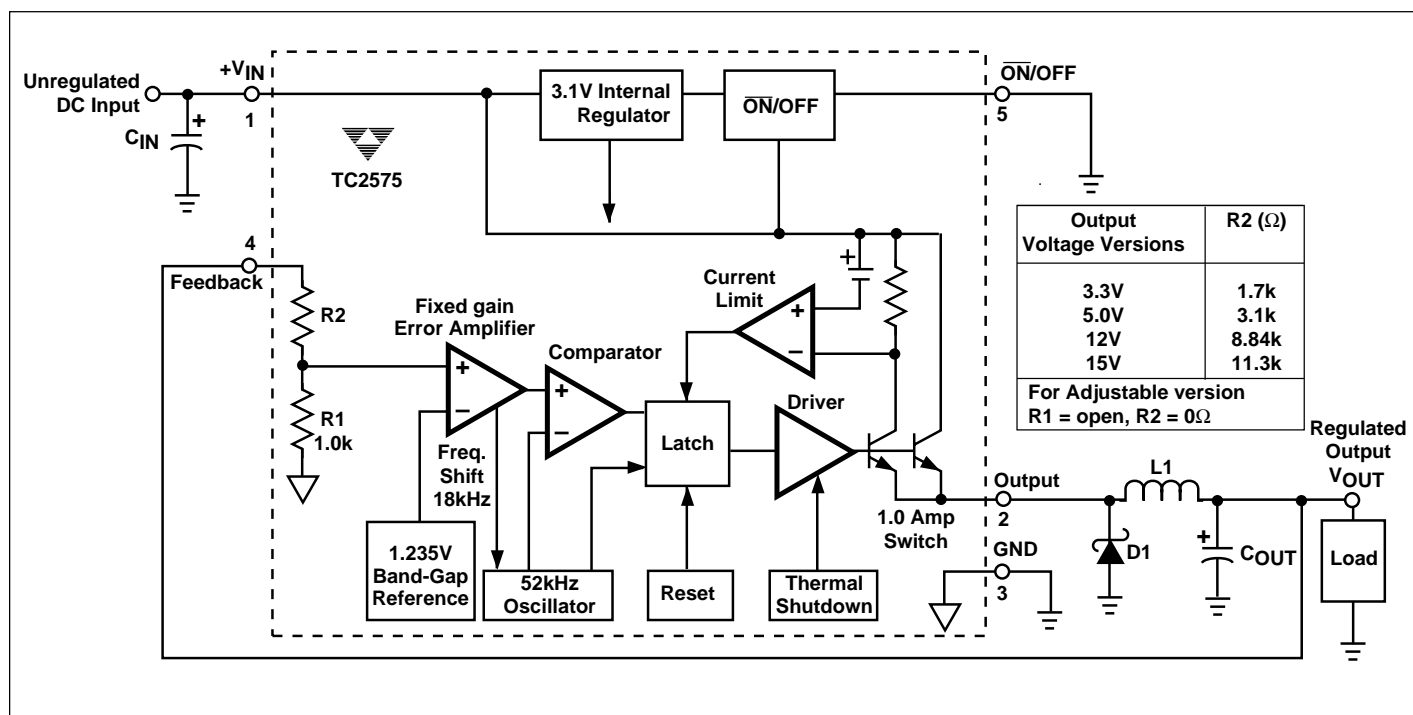 Unregulated
DC Input
+VIN
1
CIN
+
TC2575
3.1V Internal
Regulator
ON/OFF
ON/OFF
5
Output
Voltage Versions
R2 (Ω)
3.3V
1.7k
5.0V
3.1k
12V
8.84k
15V
11.3k
For Adjustable version
R1 = open, R2 = 0Ω
4
Feedback
R2
R1
1.0k
Fixed gain
Error Amplifier
+
–
Freq.
Shift
18kHz
Comparator
+
–
Current
Limit
+
–
+
Latch
Driver
1.0 Amp
Switch
1.235V
Band-Gap
Reference
52kHz
Oscillator
Reset
Thermal
Shutdown
Output
2
GND
3
D1
L1
+
COUT
Regulated
Output
VOUT
Load